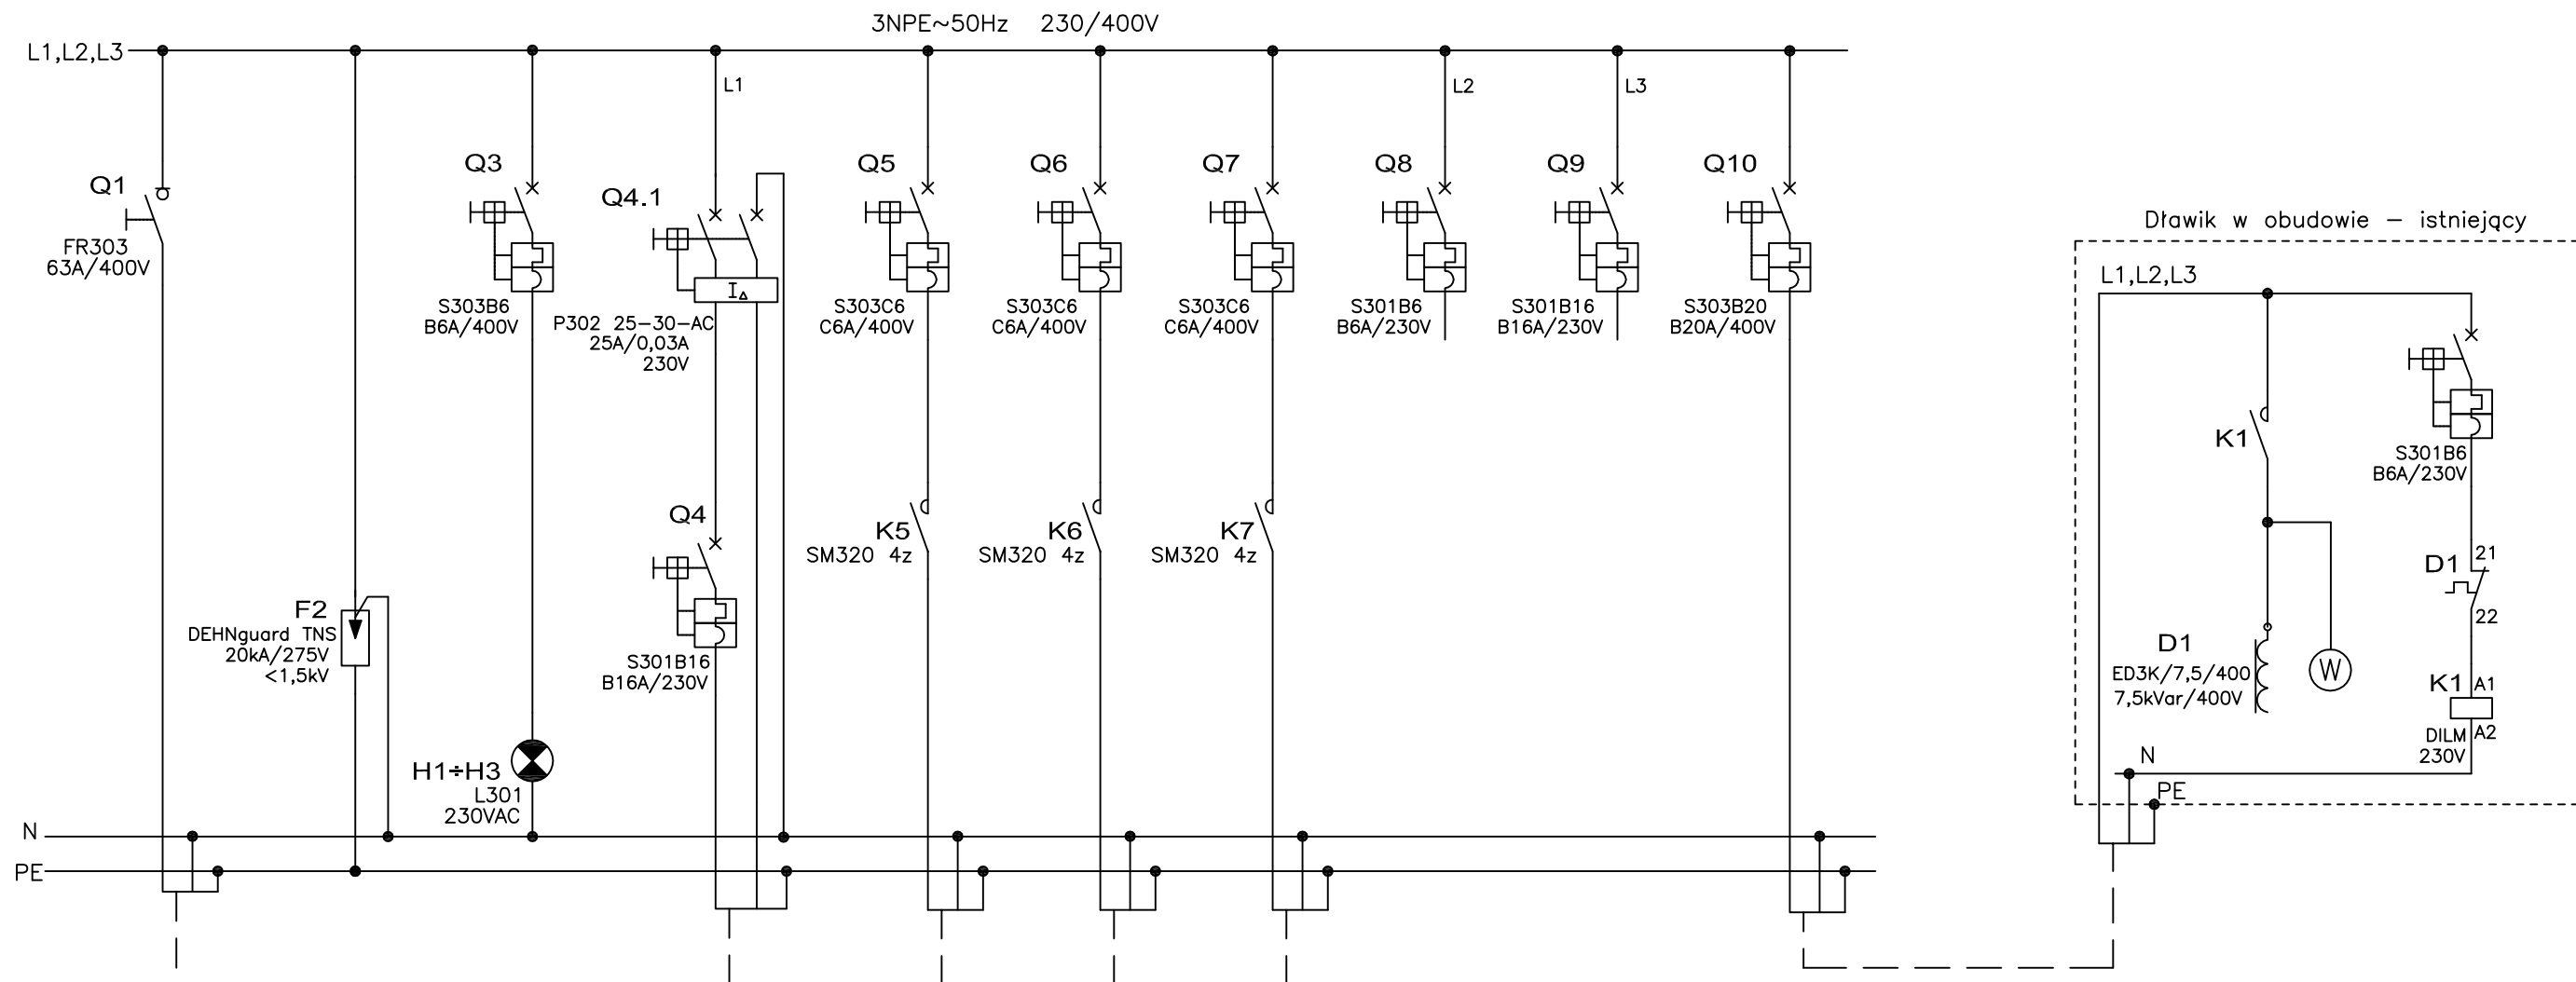 3NPE~50Hz 230/400V
L1,L2,L3
L1
L2
L3
Q1
FR303
63A/400V
F2
DEHNguard TNS
20kA/275V
<1,5kV
Q3
S303B6
B6A/400V
H1÷H3
L301
230VAC
Q4.1
P302 25-30-AC
25A/0,03A
230V
Q4
S301B16
B16A/230V
Q5
S303C6
C6A/400V
K5
SM320 4z
Q6
S303C6
C6A/400V
K6
SM320 4z
Q7
S303C6
C6A/400V
K7
SM320 4z
Q8
S301B6
B6A/230V
Q9
S301B16
B16A/230V
Q10
S303B20
B20A/400V
N
PE
Dławik w obudowie – istniejący
L1,L2,L3
K1
S301B6
B6A/230V
D1
21
22
D1
ED3K/7,5/400
7,5kVar/400V
W
K1
A1
A2
DILM
230V
N
PE